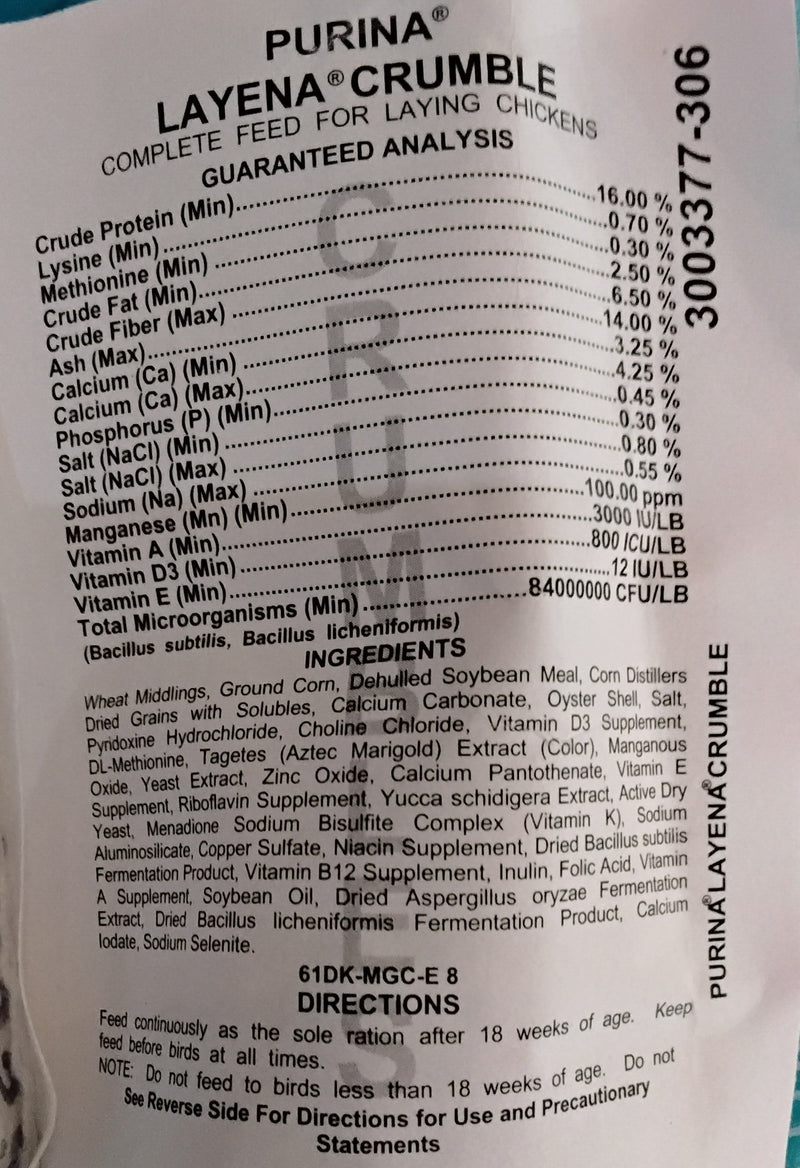 PURINA®
LAYENA® CRUMBLE
COMPLETE FEED FOR LAYING CHICKENS
GUARANTEED ANALYSIS
Crude Protein (Min)..........16.00 %
Lysine (Min)..........0.70 %
Methionine (Min)..........0.30 %
Crude Fat (Min)..........2.50 %
Crude Fiber (Max)..........6.50 %
Ash (Max)..........14.00 %
Calcium (Ca) (Min)..........3.25 %
Calcium (Ca) (Max)..........4.25 %
Phosphorus (P) (Min)..........0.45 %
Salt (NaCl) (Min)..........0.30 %
Salt (NaCl) (Max)..........0.80 %
Sodium (Na) (Max)..........0.55 %
Manganese (Mn) (Min)..........100.00 ppm
Vitamin A (Min)..........3000 IU/LB
Vitamin D3 (Min)..........800 ICU/LB
Vitamin E (Min)..........12 IU/LB
Total Microorganisms (Min)..........84000000 CFU/LB
(Bacillus subtilis, Bacillus licheniformis)
INGREDIENTS
Wheat Middlings, Ground Corn, Dehulled Soybean Meal, Corn Distillers
Dried Grains with Solubles, Calcium Carbonate, Oyster Shell, Salt,
Pyridoxine Hydrochloride, Choline Chloride, Vitamin D3 Supplement,
DL-Methionine, Tagetes (Aztec Marigold) Extract (Color), Manganous
Oxide, Yeast Extract, Zinc Oxide, Calcium Pantothenate, Vitamin E
Supplement, Riboflavin Supplement, Yucca schidigera Extract, Active Dry
Yeast, Menadione Sodium Bisulfite Complex (Vitamin K), Sodium
Aluminosilicate, Copper Sulfate, Niacin Supplement, Dried Bacillus subtilis
Fermentation Product, Vitamin B12 Supplement, Inulin, Folic Acid, Vitamin
A Supplement, Soybean Oil, Dried Aspergillus oryzae Fermentation
Extract, Dried Bacillus licheniformis Fermentation Product, Calcium
Iodate, Sodium Selenite.
61DK-MGC-E 8
DIRECTIONS
Feed continuously as the sole ration after 18 weeks of age. Keep
feed before birds at all times.
NOTE: Do not feed to birds less than 18 weeks of age. Do not
See Reverse Side For Directions for Use and Precautionary
Statements
3003377-306
PURINA® LAYENA® CRUMBLE
CRUMBLES